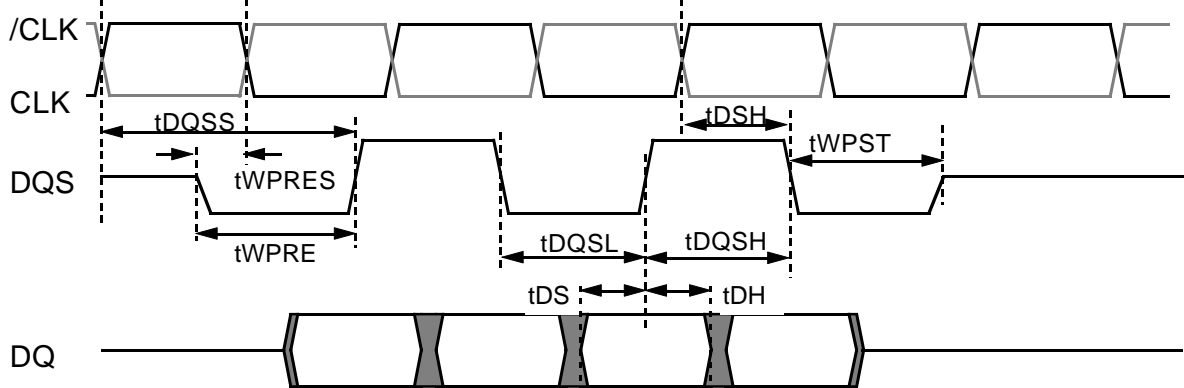 /CLK
CLK
tDQSS
tDSH
tWPST
DQS
tWPRES
tWPRE
tDQSL
tDQSH
tDS
tDH
DQ